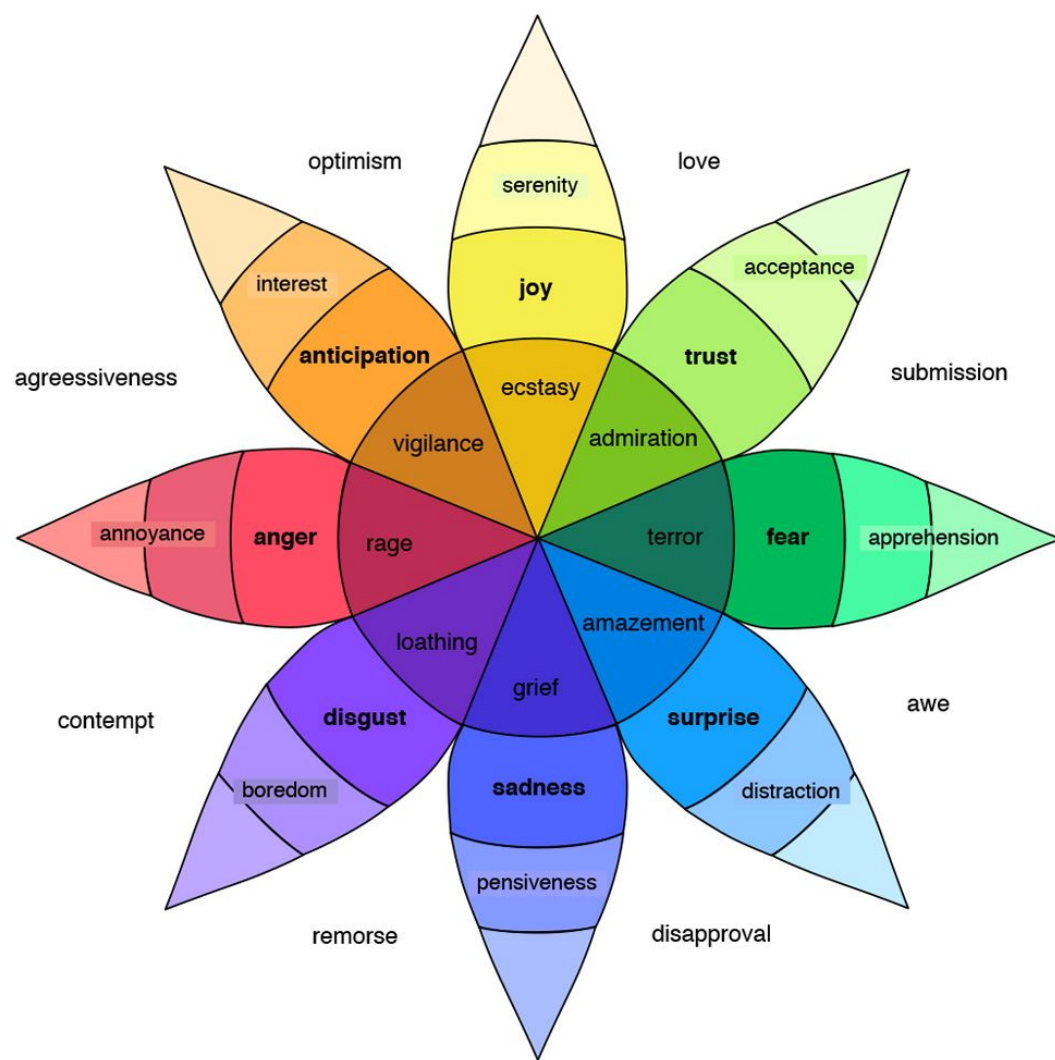 optimism
love
serenity
interest
acceptance
joy
anticipation
trust
agreessiveness
ecstasy
submission
vigilance
admiration
annoyance
anger
rage
terror
fear
apprehension
loathing
amazement
grief
contempt
disgust
surprise
awe
boredom
sadness
distraction
pensiveness
remorse
disapproval